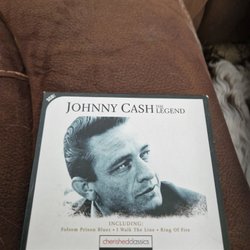 JOHNNY CASH THE LEGEND
INCLUDING:
Folsom Prison Blues • I Walk The Line • Ring Of Fire
cherishedclassics